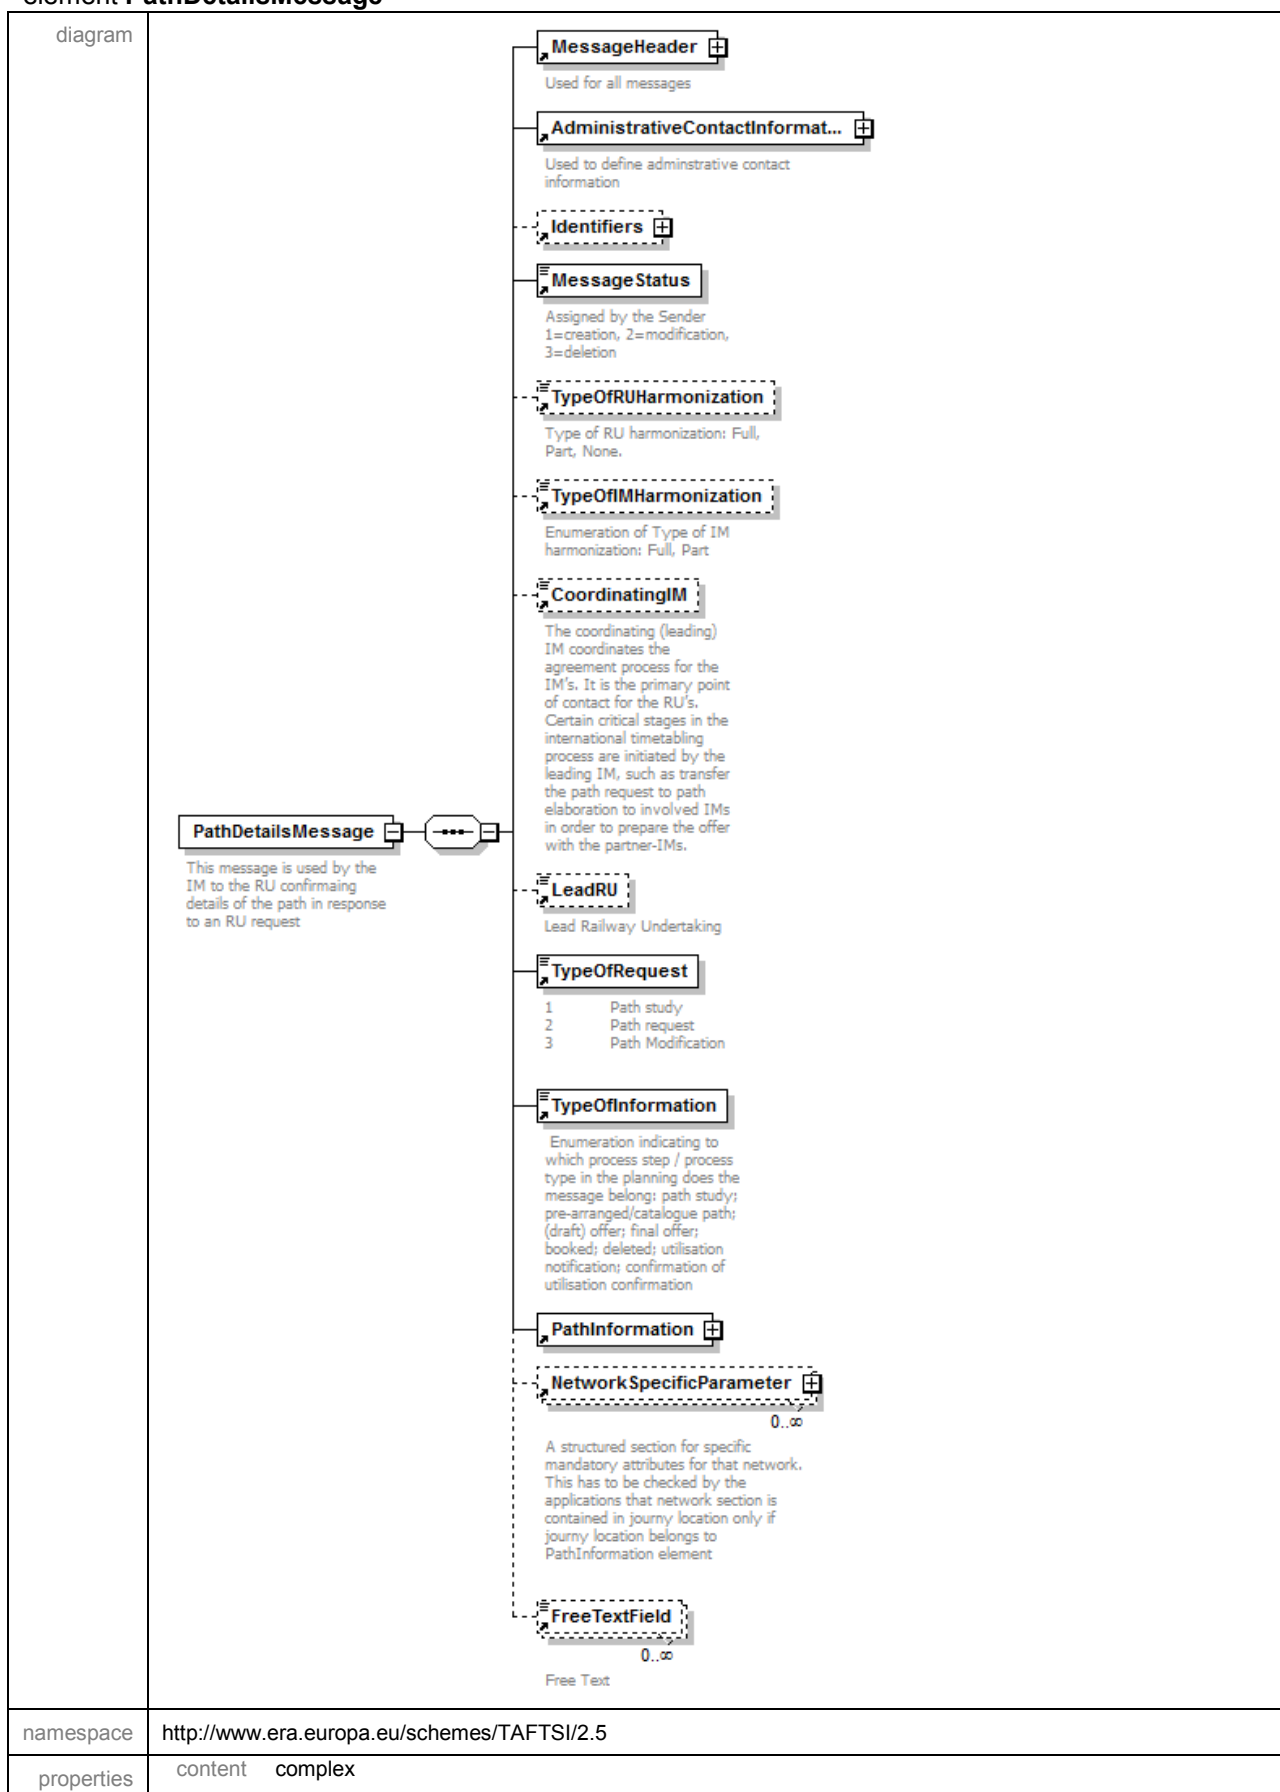 element PathDetailsMessage
diagram
MessageHeader
Used for all messages
AdministrativeContactInformat...
Used to define adminstrative contact
information
Identifiers
MessageStatus
Assigned by the Sender
1=creation, 2=modification,
3=deletion
TypeOfRUHarmonization
Type of RU harmonization: Full,
Part, None.
TypeOfIMHarmonization
Enumeration of Type of IM
harmonization: Full, Part
CoordinatingIM
The coordinating (leading)
IM coordinates the
agreement process for the
IM's. It is the primary point
of contact for the RU's.
Certain critical stages in the
international timetabling
process are initiated by the
leading IM, such as transfer
the path request to path
elaboration to involved IMs
in order to prepare the offer
with the partner-IMs.
PathDetailsMessage
This message is used by the
IM to the RU confirmaing
details of the path in response
to an RU request
LeadRU
Lead Railway Undertaking
TypeOfRequest
1 Path study
2 Path request
3 Path Modification
TypeOfInformation
Enumeration indicating to
which process step / process
type in the planning does the
message belong: path study;
pre-arranged/catalogue path;
(draft) offer; final offer;
booked; deleted; utilisation
notification; confirmation of
utilisation confirmation
PathInformation
NetworkSpecificParameter
0..∞
A structured section for specific
mandatory attributes for that network.
This has to be checked by the
applications that network section is
contained in journy location only if
journy location belongs to
PathInformation element
FreeTextField
0..∞
Free Text
namespace http://www.era.europa.eu/schemes/TAFTSI/2.5
properties content complex